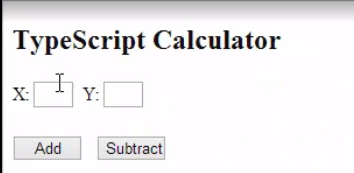 TypeScript Calculator
X: Y:
Add Subtract